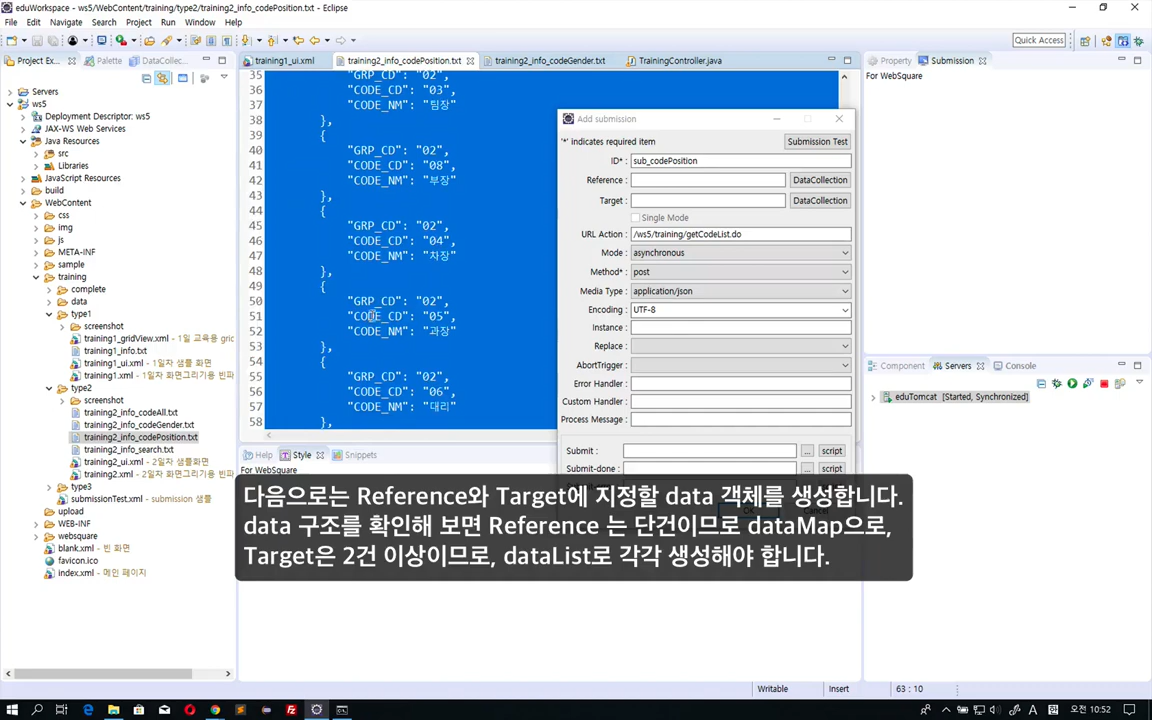 eduWorkspace - ws5/WebContent/training/type2/training2_info_codePosition.txt - Eclipse
File Edit Navigate Search Project Run Window Help
Quick Access
Project Ex...
Palette
DataCollec...
training1_ui.xml
training2_info_codePosition.txt
training2_info_codeGender.txt
TrainingController.java
Property
Submission
For WebSquare
Servers
ws5
Deployment Descriptor: ws5
JAX-WS Web Services
Java Resources
src
Libraries
JavaScript Resources
build
WebContent
css
img
js
META-INF
sample
training
complete
data
type1
screenshot
training1_gridView.xml - 1일 교육용 grid
training1_info.txt
training1_ui.xml - 1일자 샘플 화면
training1.xml - 1일자 화면그리기용 빈파
type2
screenshot
training2_info_codeAll.txt
training2_info_codeGender.txt
training2_info_codePosition.txt
training2_info_search.txt
training2_ui.xml - 2일자 샘플화면
training2.xml - 2일자 화면그리기용 빈파
type3
submissionTest.xml - submission 샘플
upload
WEB-INF
websquare
blank.xml - 빈 화면
favicon.ico
index.xml - 메인 페이지
35 "GRP_CD": "02",
36 "CODE_CD": "03",
37 "CODE_NM": "팀장"
38 },
39 {
40 "GRP_CD": "02",
41 "CODE_CD": "08",
42 "CODE_NM": "부장"
43 },
44 {
45 "GRP_CD": "02",
46 "CODE_CD": "04",
47 "CODE_NM": "차장"
48 },
49 {
50 "GRP_CD": "02",
51 "CODE_CD": "05",
52 "CODE_NM": "과장"
53 },
54 {
55 "GRP_CD": "02",
56 "CODE_CD": "06",
57 "CODE_NM": "대리"
58 },
Add submission
'*' indicates required item
Submission Test
ID* : sub_codePosition
Reference : DataCollection
Target : DataCollection
Single Mode
URL Action : /ws5/training/getCodeList.do
Mode : asynchronous
Method* : post
Media Type : application/json
Encoding : UTF-8
Instance :
Replace :
AbortTrigger :
Error Handler :
Custom Handler :
Process Message :
Submit : ... script
Submit-done : ... script
Help
Style
Snippets
For WebSquare
Component
Servers
Console
eduTomcat [Started, Synchronized]
다음으로는 Reference와 Target에 지정할 data 객체를 생성합니다.
data 구조를 확인해 보면 Reference 는 단건이므로 dataMap으로,
Target은 2건 이상이므로, dataList로 각각 생성해야 합니다.
Writable
Insert
63 : 10
오전 10:52